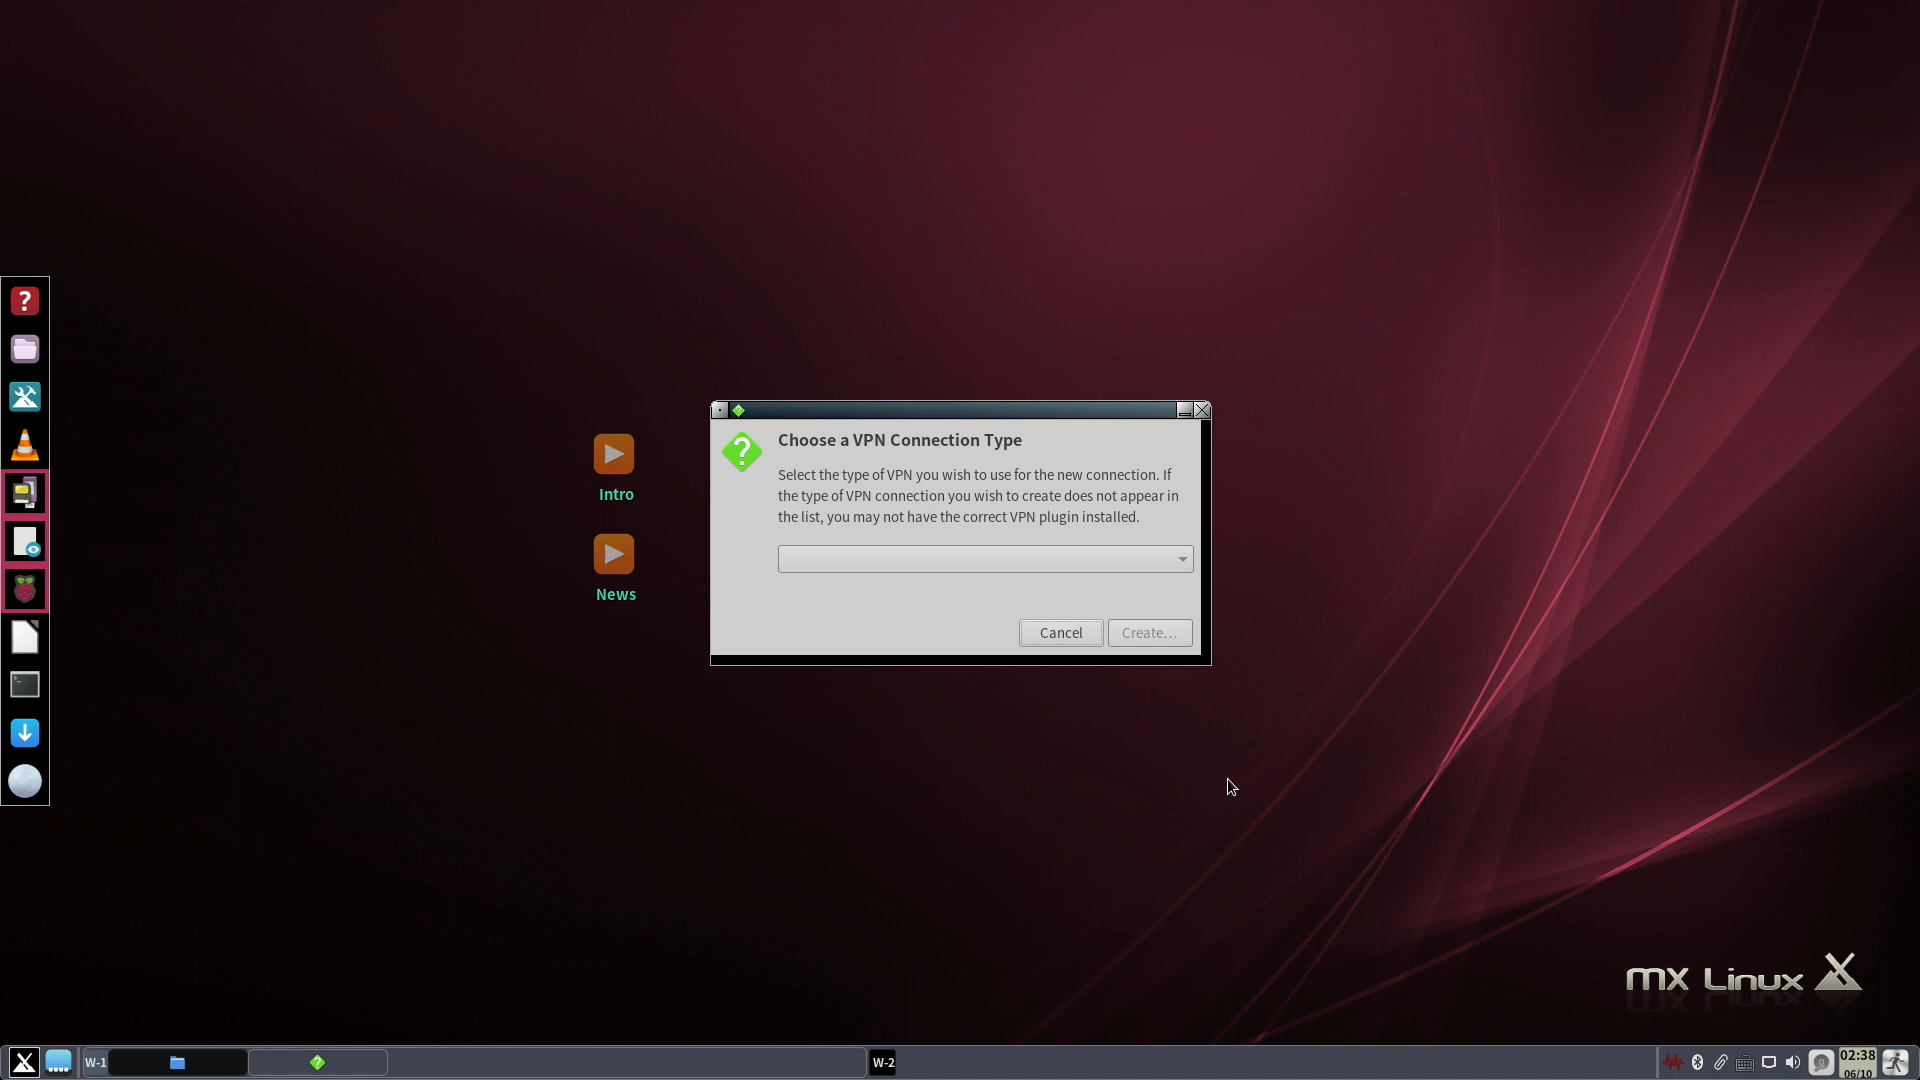 Choose a VPN Connection Type
Select the type of VPN you wish to use for the new connection. If
the type of VPN connection you wish to create does not appear in
the list, you may not have the correct VPN plugin installed.
Cancel
Create...
Intro
News
mx Linux
W-1
W-2
02:38
06/10